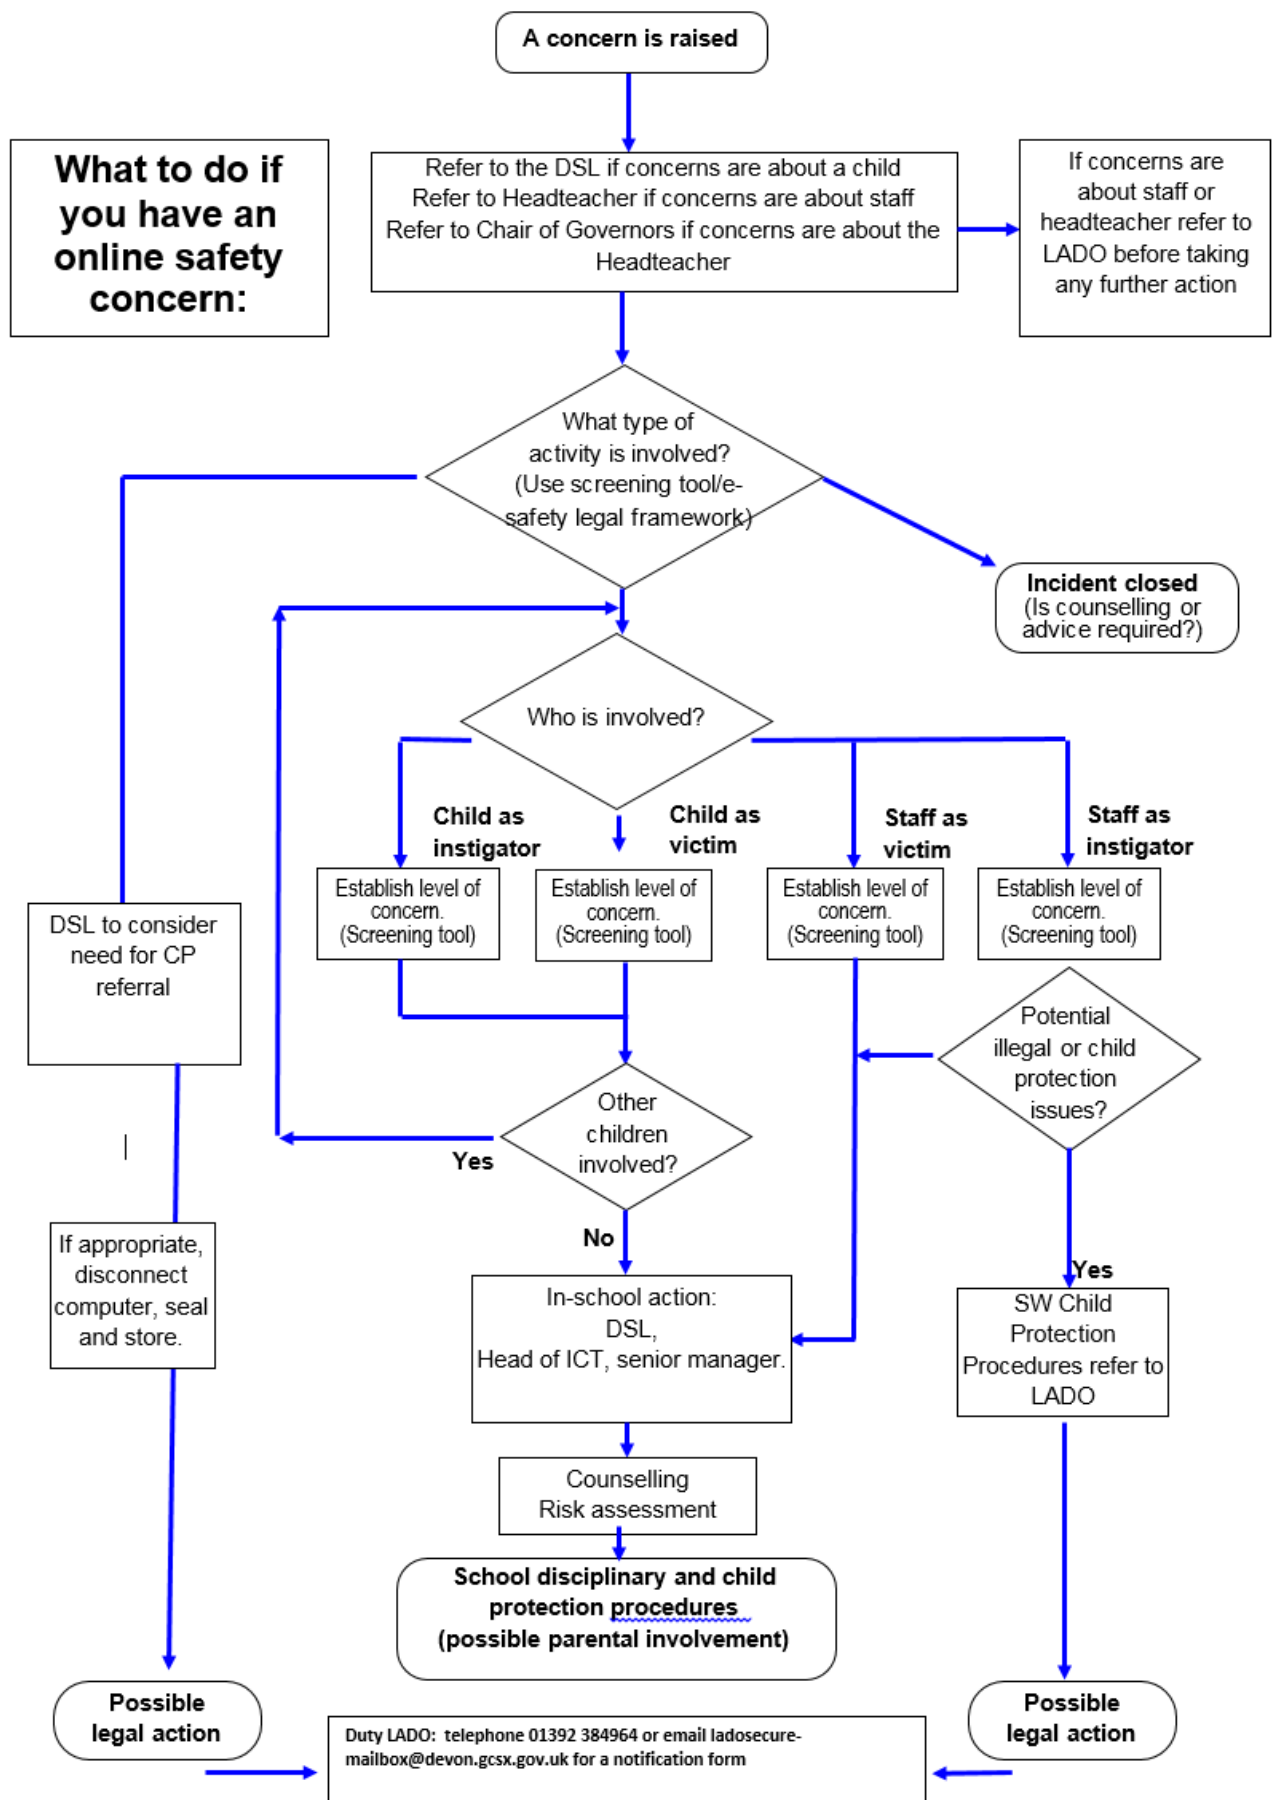 A concern is raised
What to do if
you have an
online safety
concern:
Refer to the DSL if concerns are about a child
Refer to Headteacher if concerns are about staff
Refer to Chair of Governors if concerns are about the
Headteacher
If concerns are
about staff or
headteacher refer to
LADO before taking
any further action
What type of
activity is involved?
(Use screening tool/e-
safety legal framework)
Incident closed
(Is counselling or
advice required?)
Who is involved?
Child as
instigator
Child as
victim
Staff as
victim
Staff as
instigator
Establish level of
concern.
(Screening tool)
Establish level of
concern.
(Screening tool)
Establish level of
concern.
(Screening tool)
Establish level of
concern.
(Screening tool)
DSL to consider
need for CP
referral
Potential
illegal or child
protection
issues?
Other
children
involved?
Yes
No
If appropriate,
disconnect
computer, seal
and store.
In-school action:
DSL,
Head of ICT, senior manager.
Yes
SW Child
Protection
Procedures refer to
LADO
Counselling
Risk assessment
School disciplinary and child
protection procedures
(possible parental involvement)
Possible
legal action
Possible
legal action
Duty LADO: telephone 01392 384964 or email ladosecure-
mailbox@devon.gcsx.gov.uk for a notification form